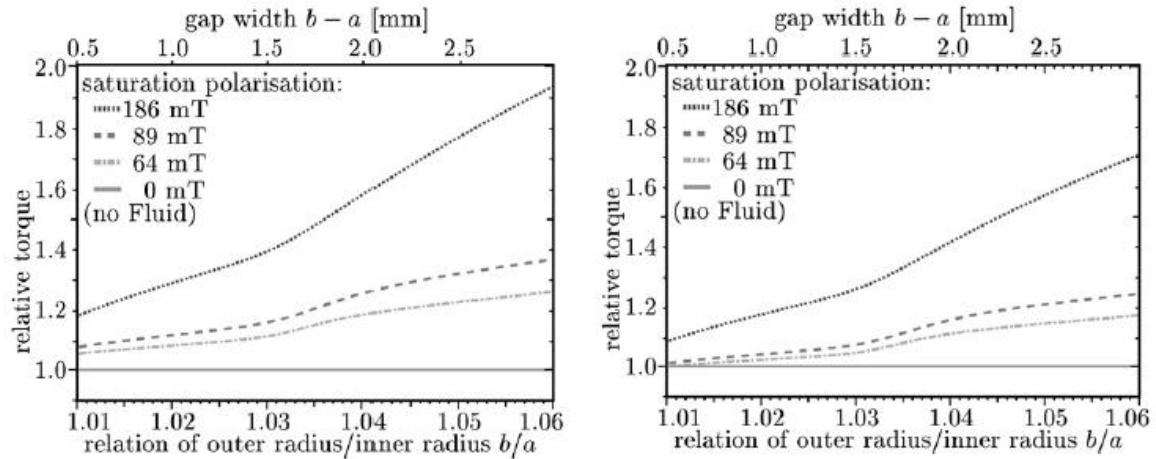 gap width b − a [mm]
0.5 1.0 1.5 2.0 2.5
2.0
1.8
1.6
1.4
1.2
1.0
relative torque
saturation polarisation:
186 mT
89 mT
64 mT
0 mT
(no Fluid)
1.01 1.02 1.03 1.04 1.05 1.06
relation of outer radius/inner radius b/a
gap width b − a [mm]
0.5 1.0 1.5 2.0 2.5
2.0
1.8
1.6
1.4
1.2
1.0
relative torque
saturation polarisation:
186 mT
89 mT
64 mT
0 mT
(no Fluid)
1.01 1.02 1.03 1.04 1.05 1.06
relation of outer radius/inner radius b/a